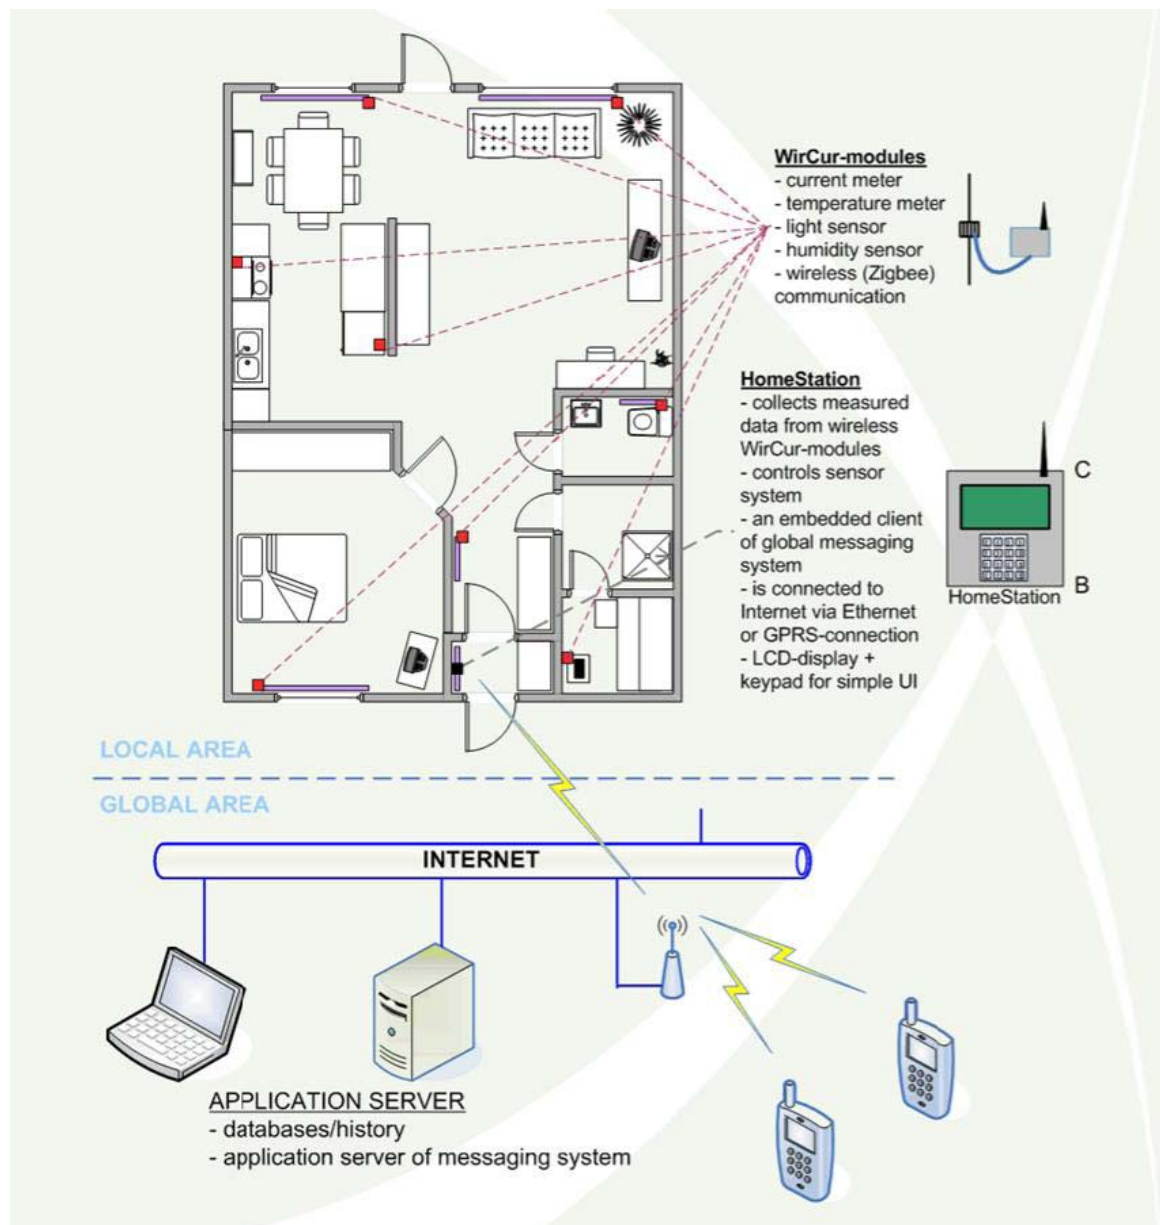 WirCur-modules
- current meter
- temperature meter
- light sensor
- humidity sensor
- wireless (Zigbee)
communication
HomeStation
- collects measured
data from wireless
WirCur-modules
- controls sensor
system
- an embedded client
of global messaging
system
- is connected to
Internet via Ethernet
or GPRS-connection
- LCD-display +
keypad for simple UI
C
B
HomeStation
LOCAL AREA
GLOBAL AREA
INTERNET
APPLICATION SERVER
- databases/history
- application server of messaging system